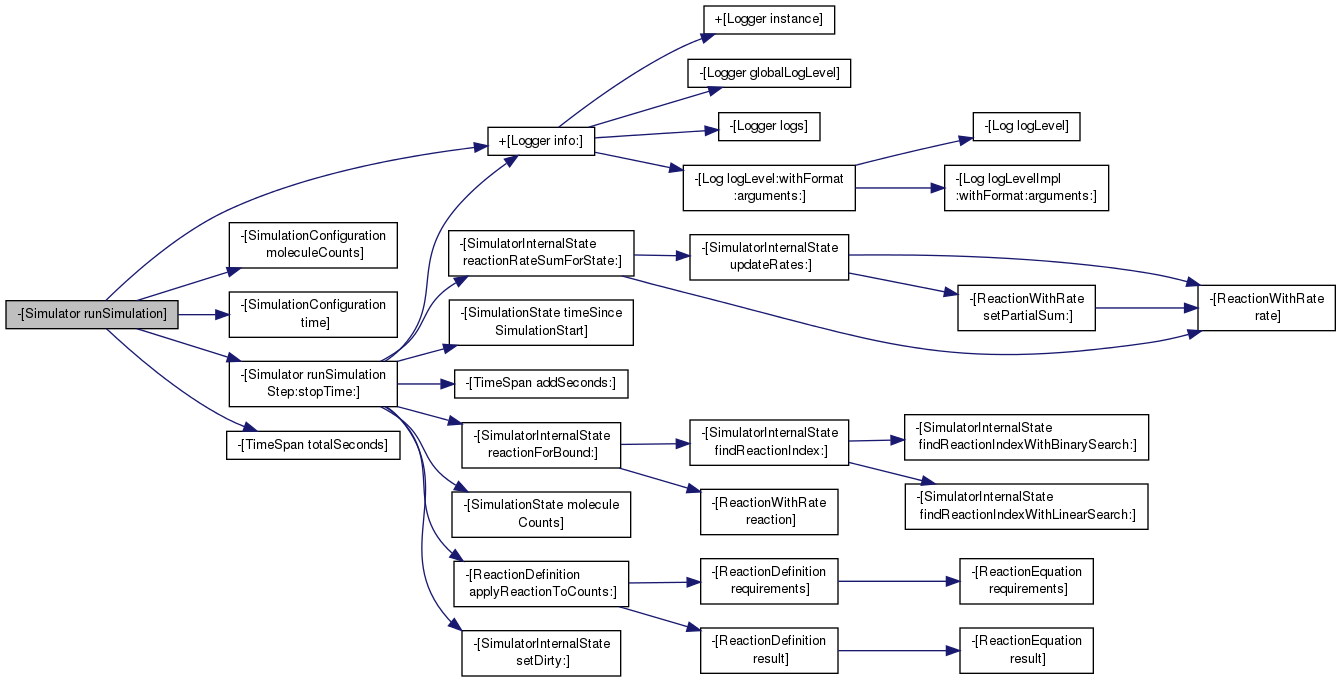 +[Logger instance]
-[Logger globalLogLevel]
-[Logger logs]
-[Log logLevel]
+[Logger info:]
-[Log logLevel:withFormat
:arguments:]
-[Log logLevelImpl
:withFormat:arguments:]
-[SimulationConfiguration
moleculeCounts]
-[SimulatorInternalState
reactionRateSumForState:]
-[SimulatorInternalState
updateRates:]
-[Simulator runSimulation]
-[SimulationConfiguration
time]
-[SimulationState timeSince
SimulationStart]
-[ReactionWithRate
setPartialSum:]
-[ReactionWithRate
rate]
-[Simulator runSimulation
Step:stopTime:]
-[TimeSpan addSeconds:]
-[TimeSpan totalSeconds]
-[SimulatorInternalState
reactionForBound:]
-[SimulatorInternalState
findReactionIndex:]
-[SimulatorInternalState
findReactionIndexWithBinarySearch:]
-[SimulationState molecule
Counts]
-[ReactionWithRate
reaction]
-[SimulatorInternalState
findReactionIndexWithLinearSearch:]
-[ReactionDefinition
applyReactionToCounts:]
-[ReactionDefinition
requirements]
-[ReactionEquation
requirements]
-[SimulatorInternalState
setDirty:]
-[ReactionDefinition
result]
-[ReactionEquation
result]